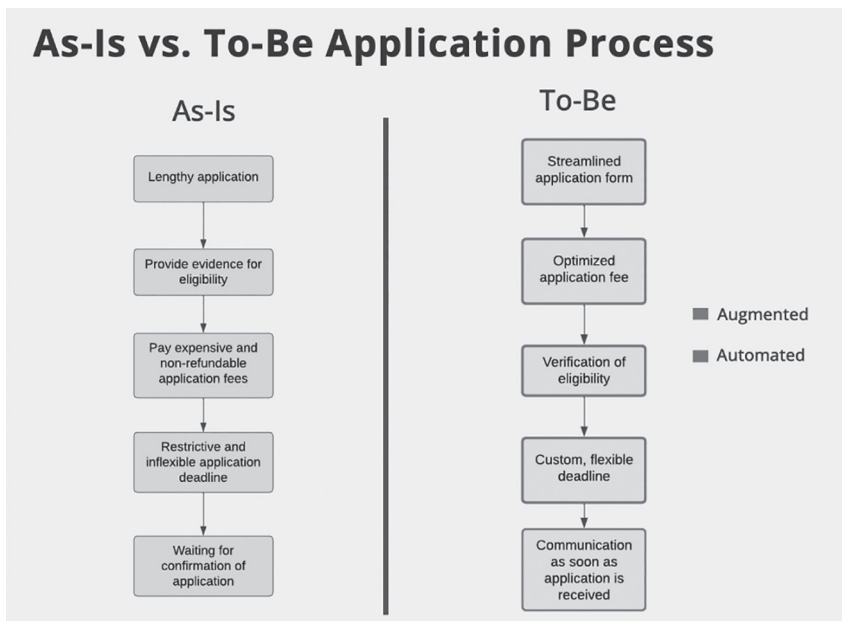 As-Is vs. To-Be Application Process
As-Is
Lengthy application
Provide evidence for
eligibility
Pay expensive and
non-refundable
application fees
Restrictive and
inflexible application
deadline
Waiting for
confirmation of
application
To-Be
Streamlined
application form
Optimized
application fee
Verification of
eligibility
Custom, flexible
deadline
Communication
as soon as
application is
received
Augmented
Automated